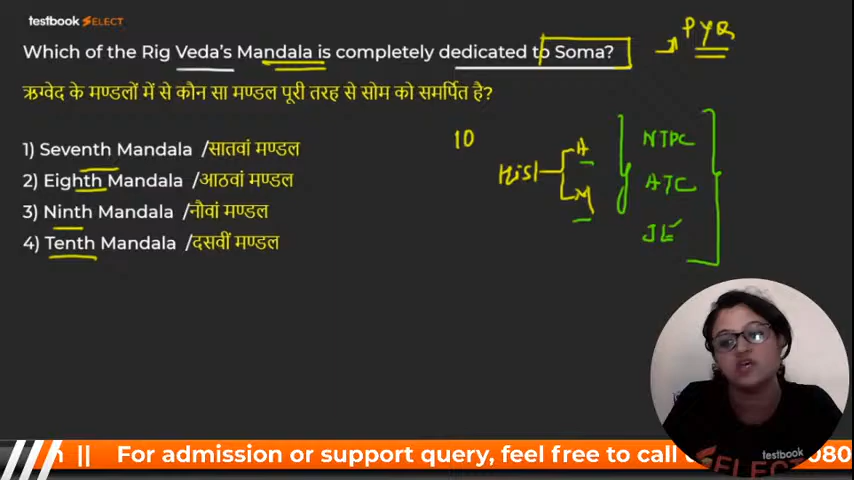 testbook SELECT
Which of the Rig Veda's Mandala is completely dedicated to Soma?
PYQ
ऋग्वेद के मण्डलों में से कौन सा मण्डल पूरी तरह से सोम को समर्पित है?
1) Seventh Mandala /सातवां मण्डल
2) Eighth Mandala /आठवां मण्डल
3) Ninth Mandala /नौवां मण्डल
4) Tenth Mandala /दसवीं मण्डल
10
Hist
A
M
NTPC
ATC
JE
testbook
SELECT
|| For admission or support query, feel free to call
080